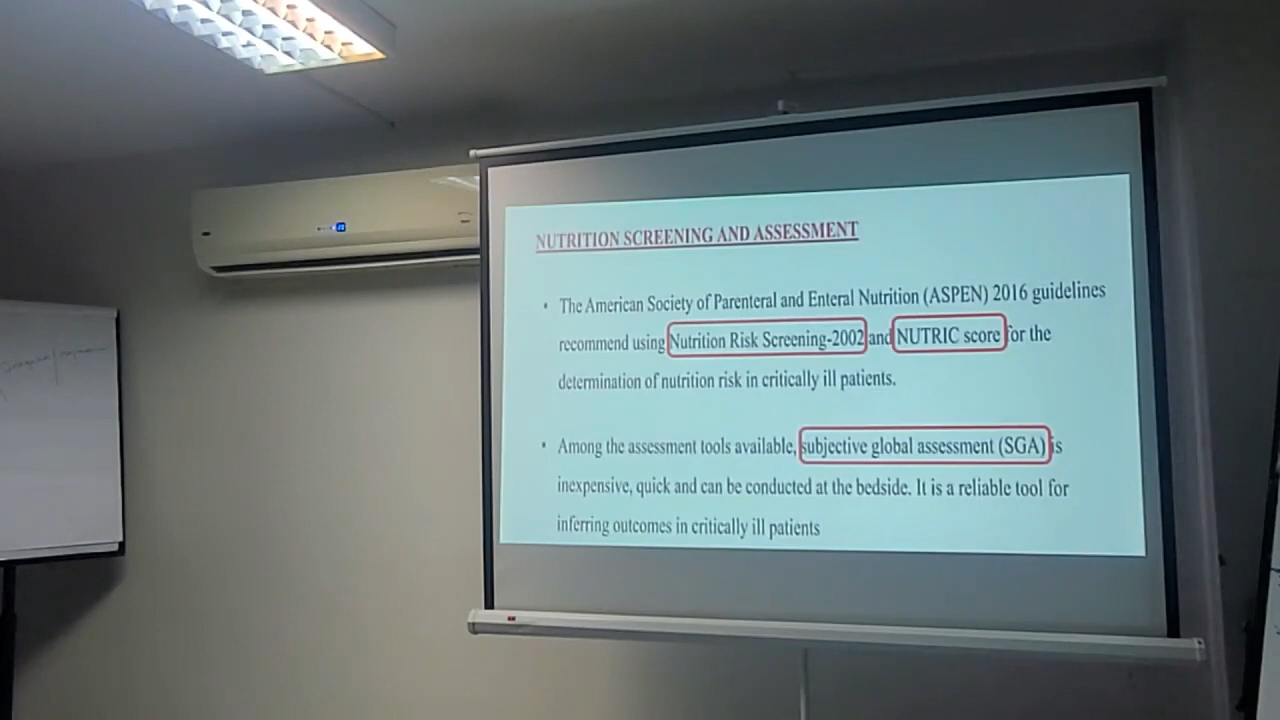 NUTRITION SCREENING AND ASSESSMENT
• The American Society of Parenteral and Enteral Nutrition (ASPEN) 2016 guidelines
recommend using Nutrition Risk Screening-2002 and NUTRIC score for the
determination of nutrition risk in critically ill patients.
• Among the assessment tools available, subjective global assessment (SGA) is
inexpensive, quick and can be conducted at the bedside. It is a reliable tool for
inferring outcomes in critically ill patients